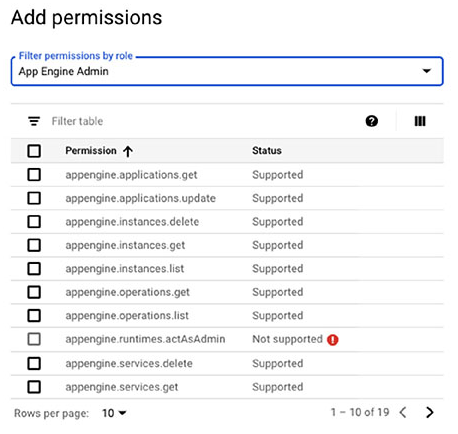 Add permissions
Filter permissions by role
App Engine Admin
Filter table
Permission Status
appengine.applications.get Supported
appengine.applications.update Supported
appengine.instances.delete Supported
appengine.instances.get Supported
appengine.instances.list Supported
appengine.operations.get Supported
appengine.operations.list Supported
appengine.runtimes.actAsAdmin Not supported
appengine.services.delete Supported
appengine.services.get Supported
Rows per page: 10 1 – 10 of 19